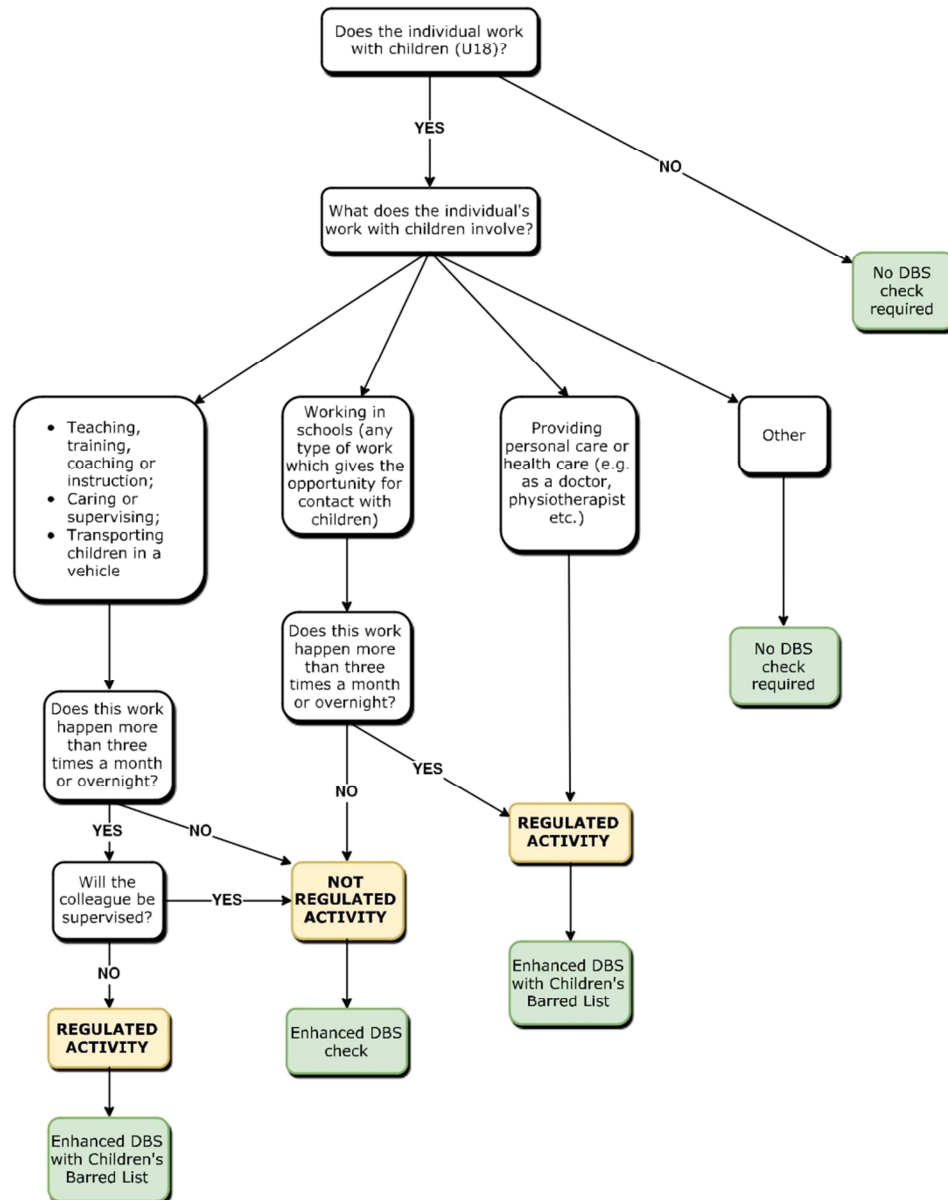 Does the individual work
with children (U18)?
YES
NO
What does the individual's
work with children involve?
No DBS
check
required
• Teaching,
training,
coaching or
instruction;
• Caring or
supervising;
• Transporting
children in a
vehicle
Working in
schools (any
type of work
which gives the
opportunity for
contact with
children)
Providing
personal care or
health care (e.g.
as a doctor,
physiotherapist
etc.)
Other
Does this work
happen more
than three
times a month
or overnight?
No DBS
check
required
Does this work
happen more
than three
times a month
or overnight?
YES
NO
YES
NO
REGULATED
ACTIVITY
Will the
colleague be
supervised?
YES
NOT
REGULATED
ACTIVITY
NO
Enhanced DBS
with Children's
Barred List
REGULATED
ACTIVITY
Enhanced DBS
check
Enhanced DBS
with Children's
Barred List